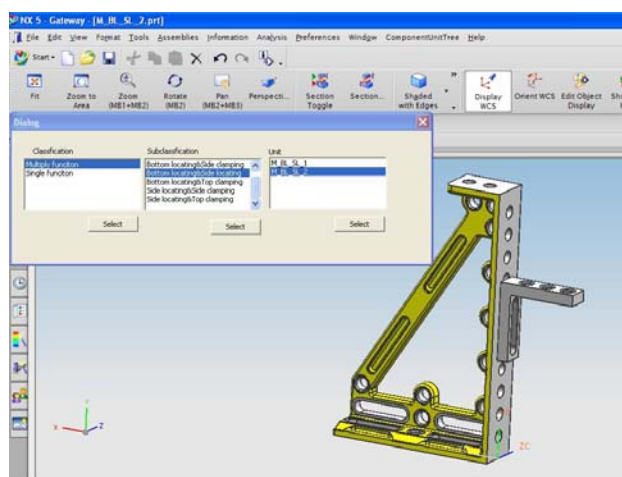 NX 5 - Gateway - [M_BL_SL_2.prt]
File Edit View Format Tools Assemblies Information Analysis Preferences Window ComponentUnitTree Help
Start
Fit Zoom to Area Zoom (MB1+MB2) Rotate (MB2) Pan (MB2+MB3) Perspecti... Section Toggle Section... Shaded with Edges Display WCS Orient WCS Edit Object Display
Dialog
Classification Subclassification Unit
Multiply function Bottom locating&Side clamping M_BL_SL_1
Single function Bottom locating&Side locating M_BL_SL_2
Bottom locating&Top clamping
Side locating&Side clamping
Side locating&Top clamping
Select Select Select
X Y Z
ZC